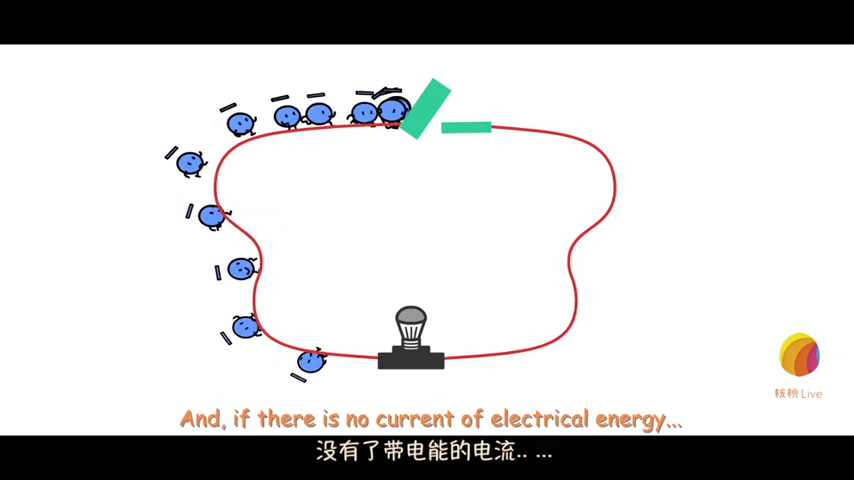 核桃Live
And, if there is no current of electrical energy...
没有了带电能的电流.. ...